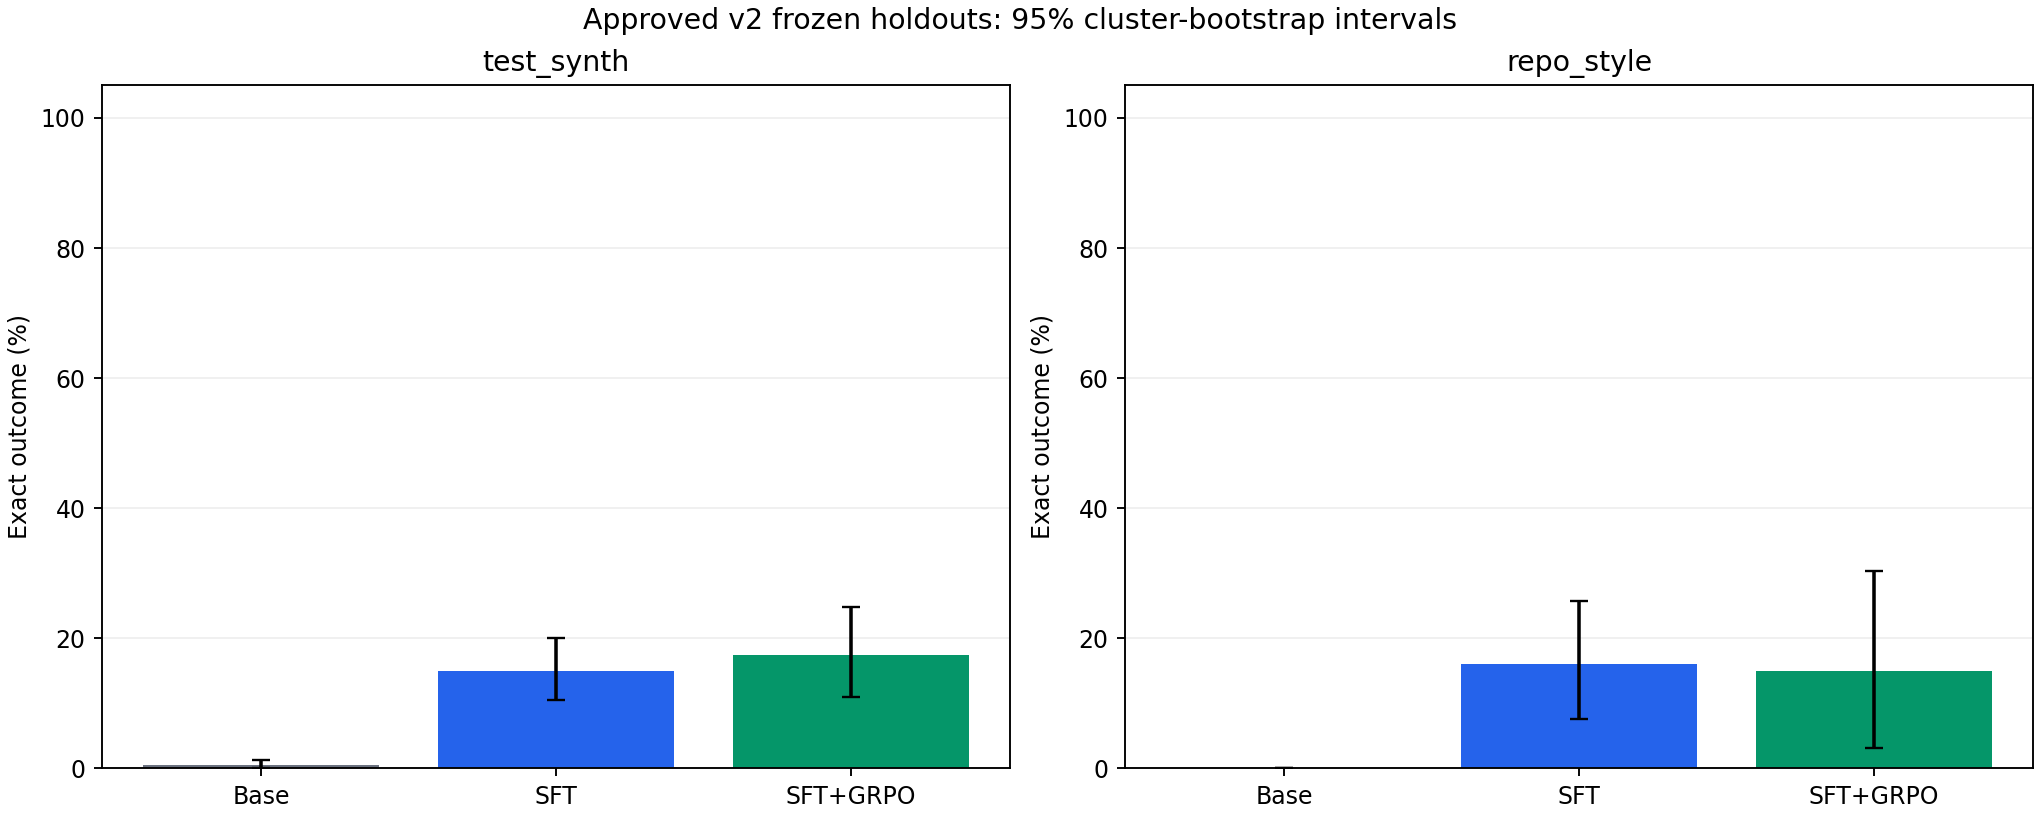 Approved v2 frozen holdouts: 95% cluster-bootstrap intervals
test_synth
Exact outcome (%)
100
80
60
40
20
0
Base
SFT
SFT+GRPO
repo_style
Exact outcome (%)
100
80
60
40
20
0
Base
SFT
SFT+GRPO